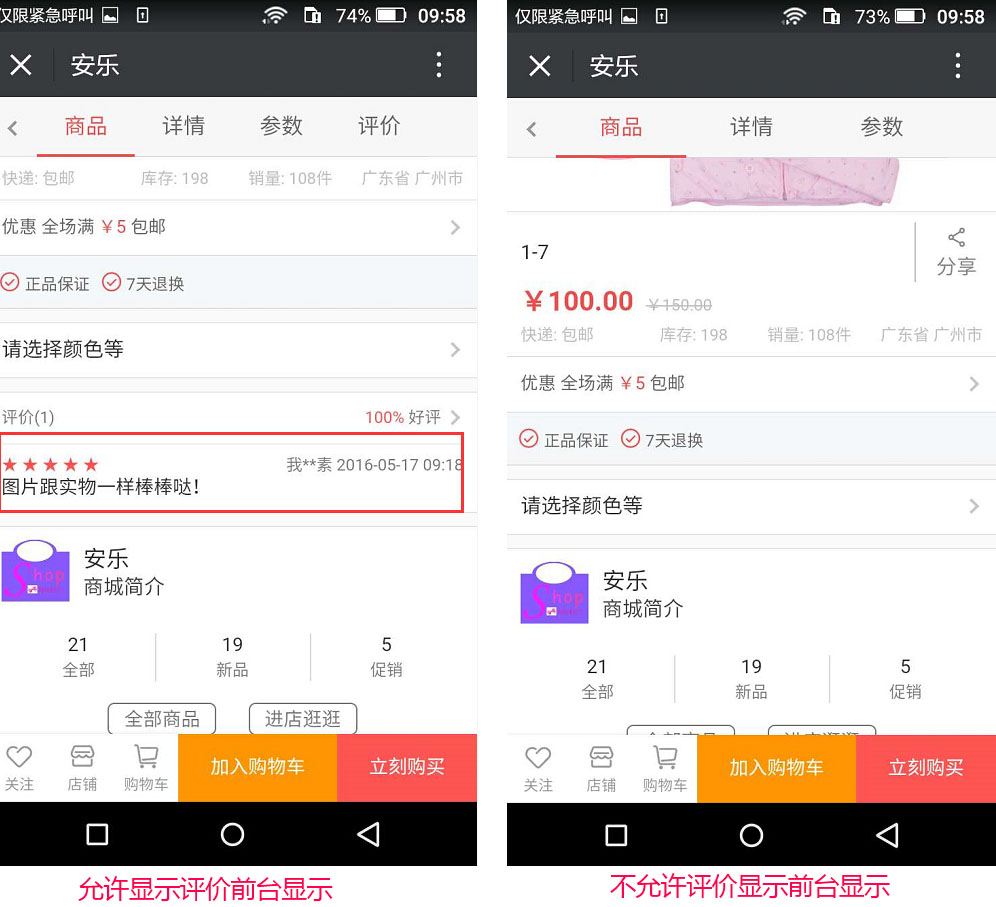 仅限紧急呼叫 74% 09:58
安乐
商品 详情 参数 评价
快递: 包邮 库存: 198 销量: 108件 广东省 广州市
优惠 全场满 ￥5 包邮
正品保证 7天退换
请选择颜色等
评价(1) 100% 好评
我**素 2016-05-17 09:18
图片跟实物一样棒棒哒！
Shop
安乐
商城简介
21 19 5
全部 新品 促销
全部商品 进店逛逛
关注 店铺 购物车 加入购物车 立刻购买
允许显示评价前台显示
仅限紧急呼叫 73% 09:58
安乐
商品 详情 参数
1-7
分享
￥100.00 ￥150.00
快递: 包邮 库存: 198 销量: 108件 广东省 广州市
优惠 全场满 ￥5 包邮
正品保证 7天退换
请选择颜色等
Shop
安乐
商城简介
21 19 5
全部 新品 促销
全部商品 进店逛逛
关注 店铺 购物车 加入购物车 立刻购买
不允许评价显示前台显示